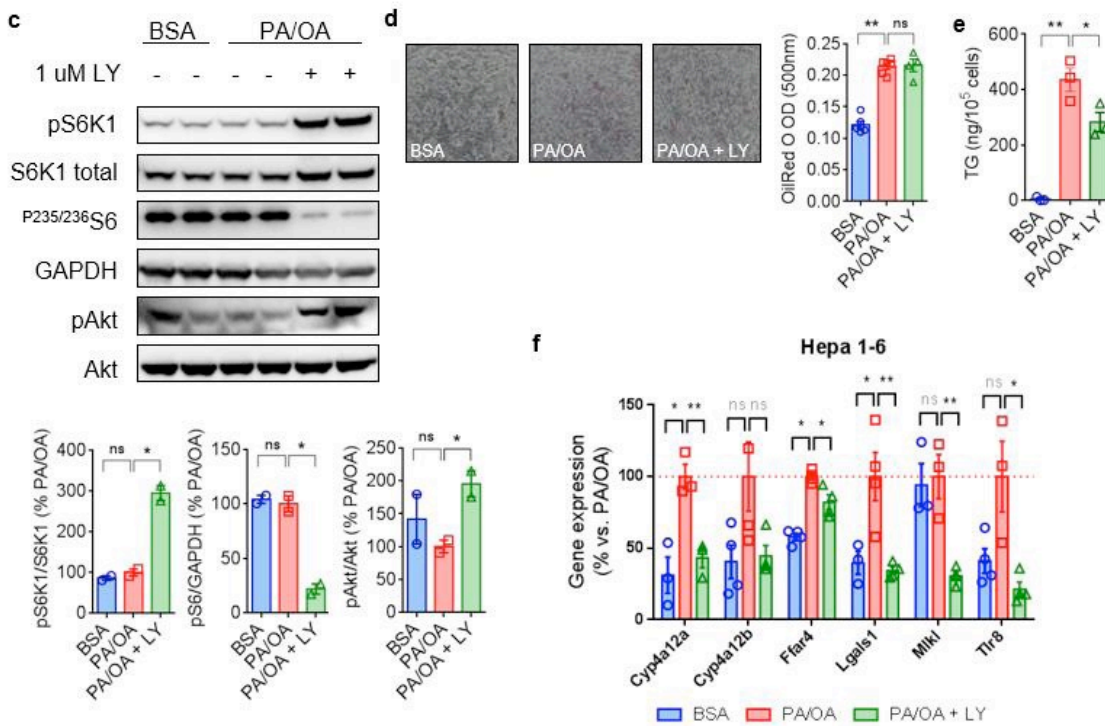 c
BSA PA/OA
1 uM LY - - - - + +
pS6K1
S6K1 total
P235/236S6
GAPDH
pAkt
Akt
pS6K1/S6K1 (% PA/OA)
400
300
200
100
0
ns *
BSA
PA/OA
PA/OA + LY
pS6/GAPDH (% PA/OA)
150
100
50
0
ns *
BSA
PA/OA
PA/OA + LY
pAkt/Akt (% PA/OA)
250
200
150
100
50
0
ns *
BSA
PA/OA
PA/OA + LY
d
BSA
PA/OA
PA/OA + LY
OilRed O OD (500nm)
0.25
0.20
0.15
0.10
0.05
0.00
** ns
BSA
PA/OA
PA/OA + LY
e
TG (ng/10^5 cells)
600
400
200
0
** *
BSA
PA/OA
PA/OA + LY
f
Hepa 1-6
Gene expression
(% vs. PA/OA)
150
100
50
0
* ** ns ns * * * ** ns ** ns *
Cyp4a12a
Cyp4a12b
Ffar4
Lgals1
Mlkl
Tlr8
BSA PA/OA PA/OA + LY